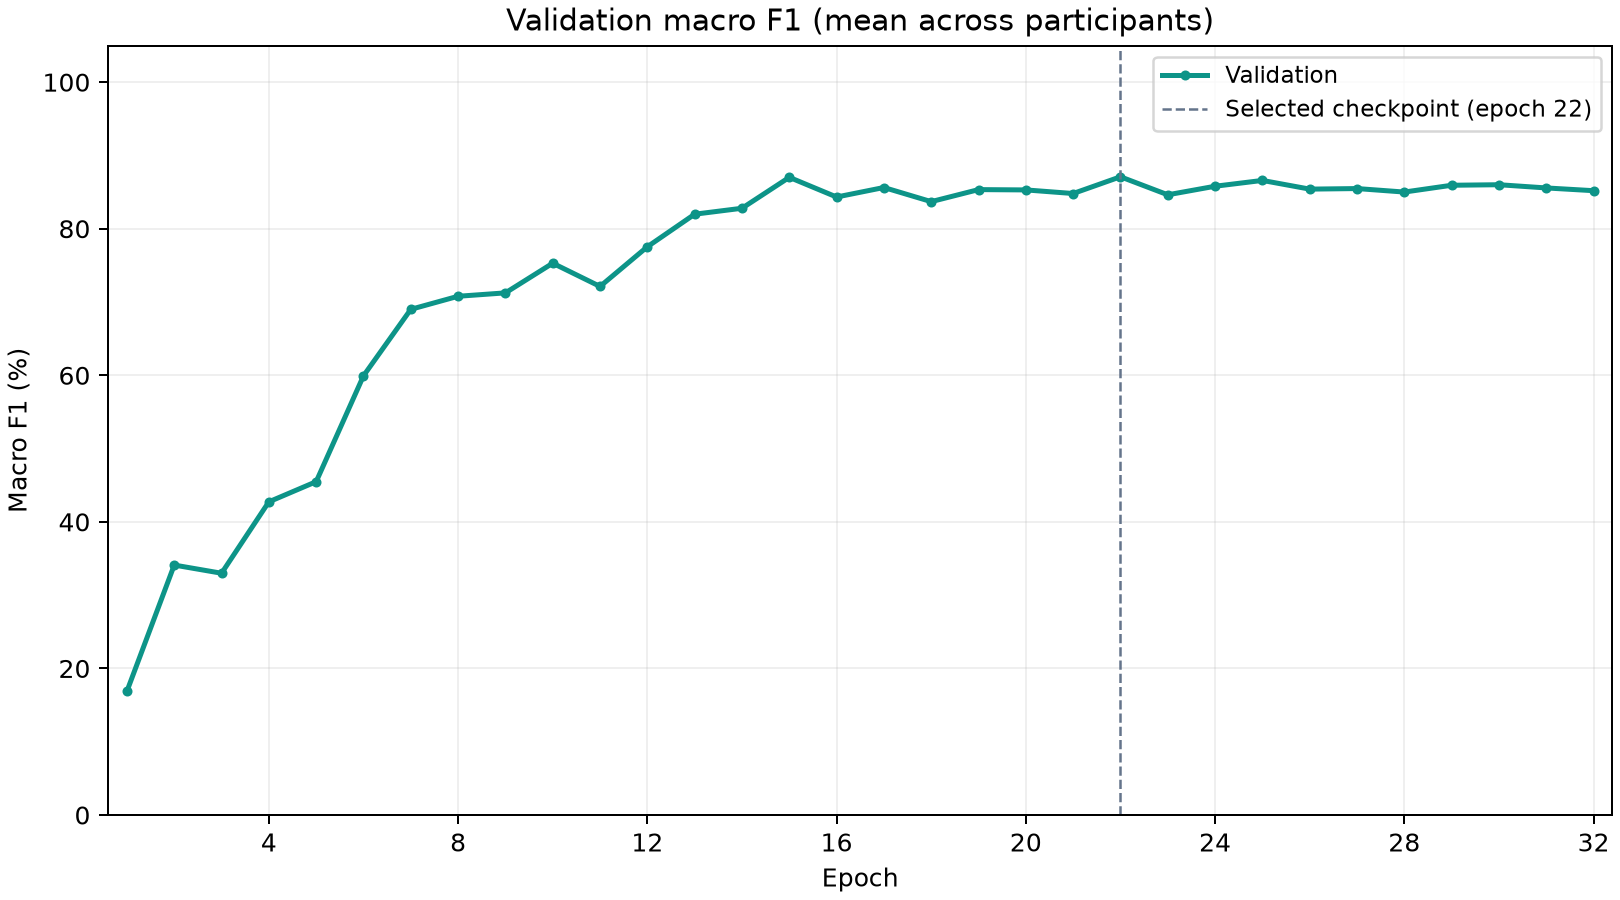 Validation macro F1 (mean across participants)
Validation
Selected checkpoint (epoch 22)
Macro F1 (%)
100
80
60
40
20
0
4 8 12 16 20 24 28 32
Epoch